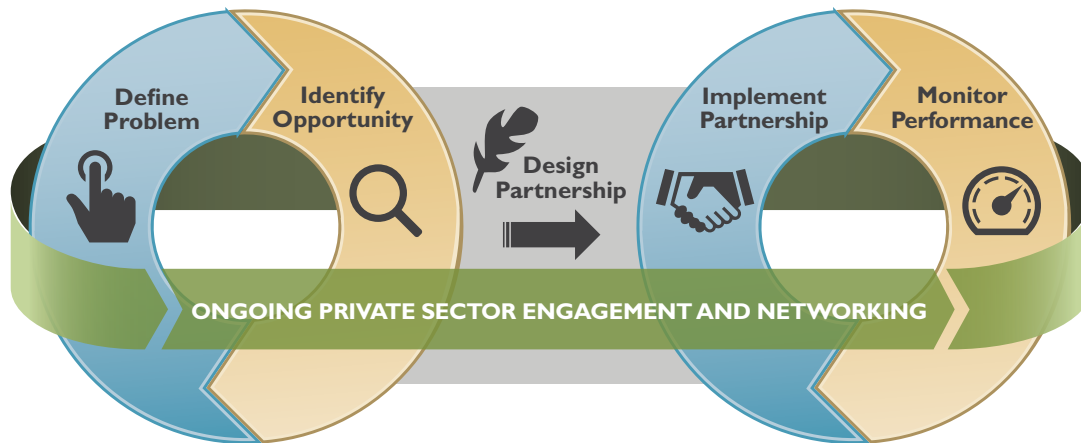 Define
Problem
Identify
Opportunity
Design
Partnership
Implement
Partnership
Monitor
Performance
ONGOING PRIVATE SECTOR ENGAGEMENT AND NETWORKING